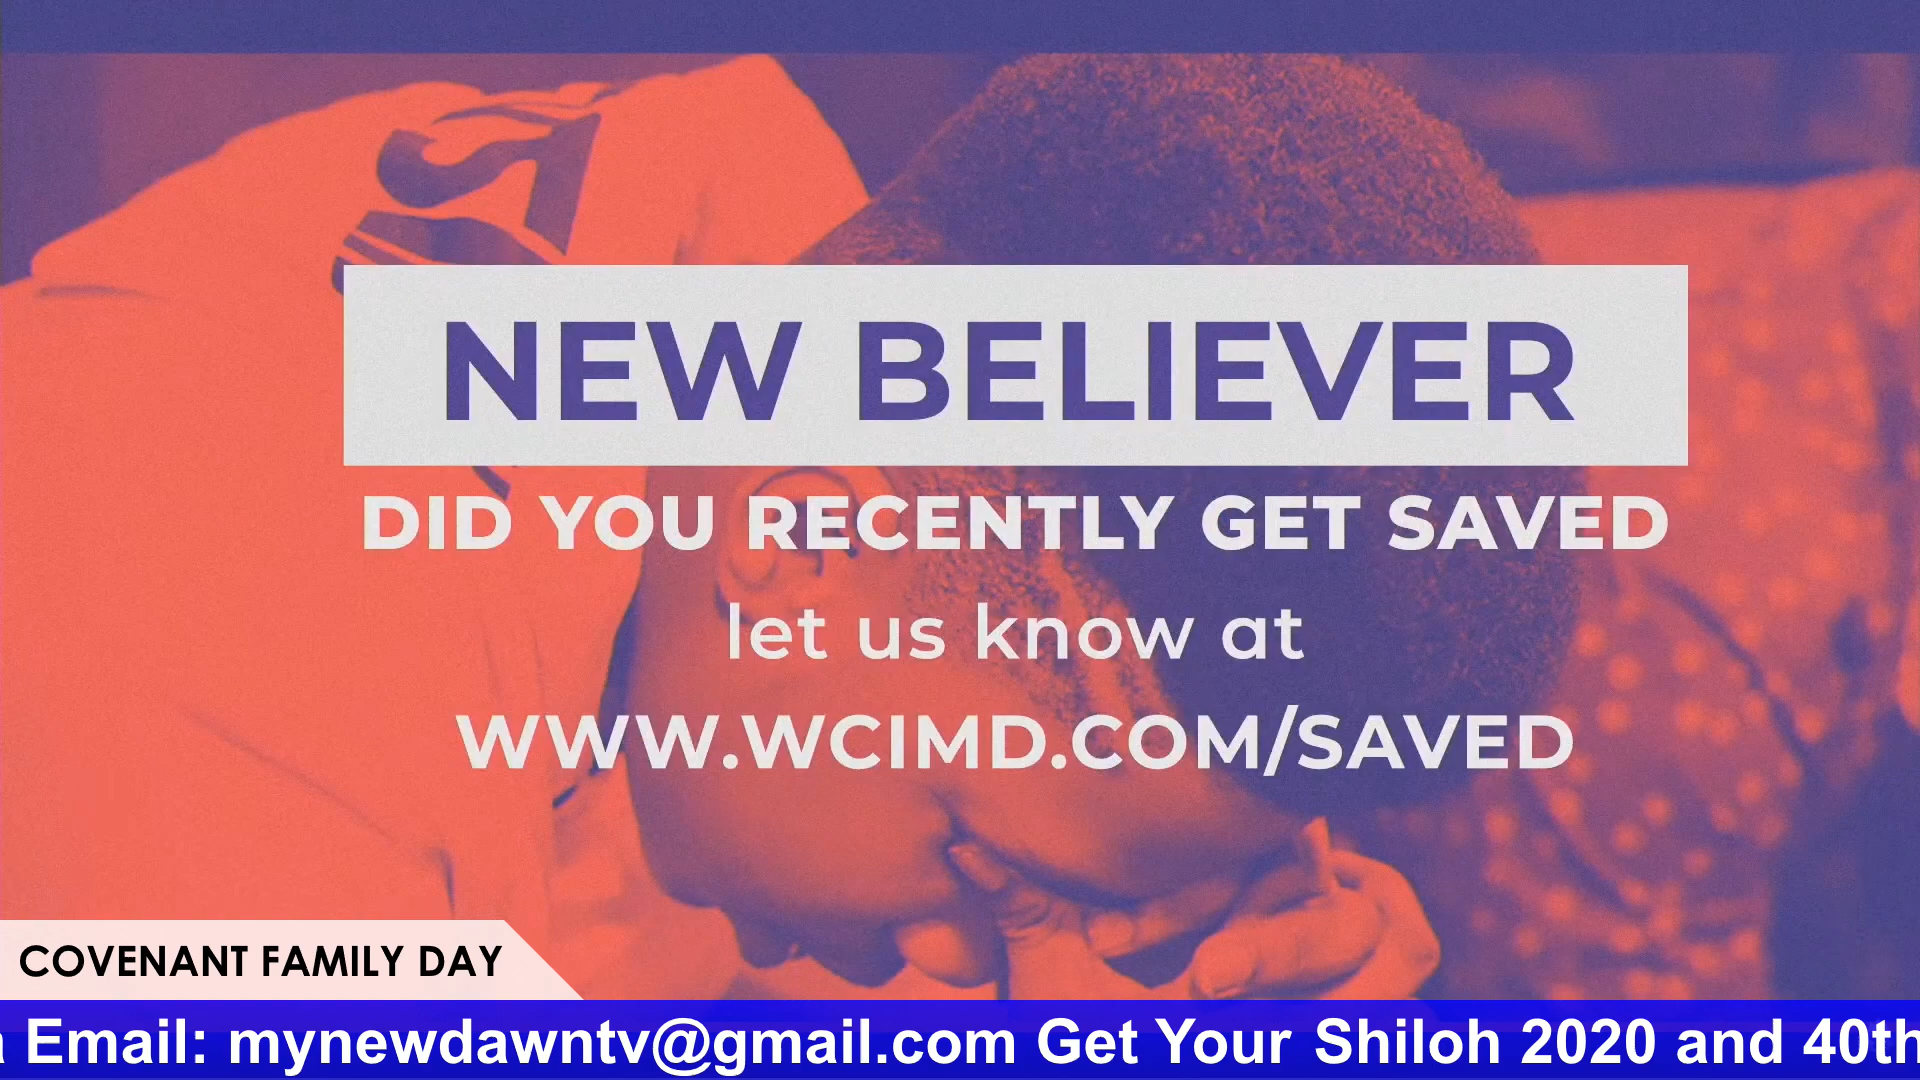 NEW BELIEVER
DID YOU RECENTLY GET SAVED
let us know at
WWW.WCIMD.COM/SAVED
COVENANT FAMILY DAY
Email: mynewdawntv@gmail.com Get Your Shiloh 2020 and 40th